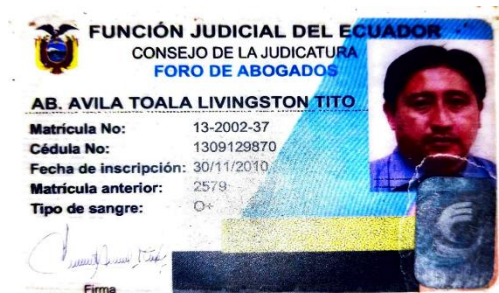 FUNCIÓN JUDICIAL DEL ECUADOR
CONSEJO DE LA JUDICATURA
FORO DE ABOGADOS
AB. AVILA TOALA LIVINGSTON TITO
Matrícula No: 13-2002-37
Cédula No: 1309129870
Fecha de inscripción: 30/11/2010
Matrícula anterior: 2579
Tipo de sangre: O+
Firma